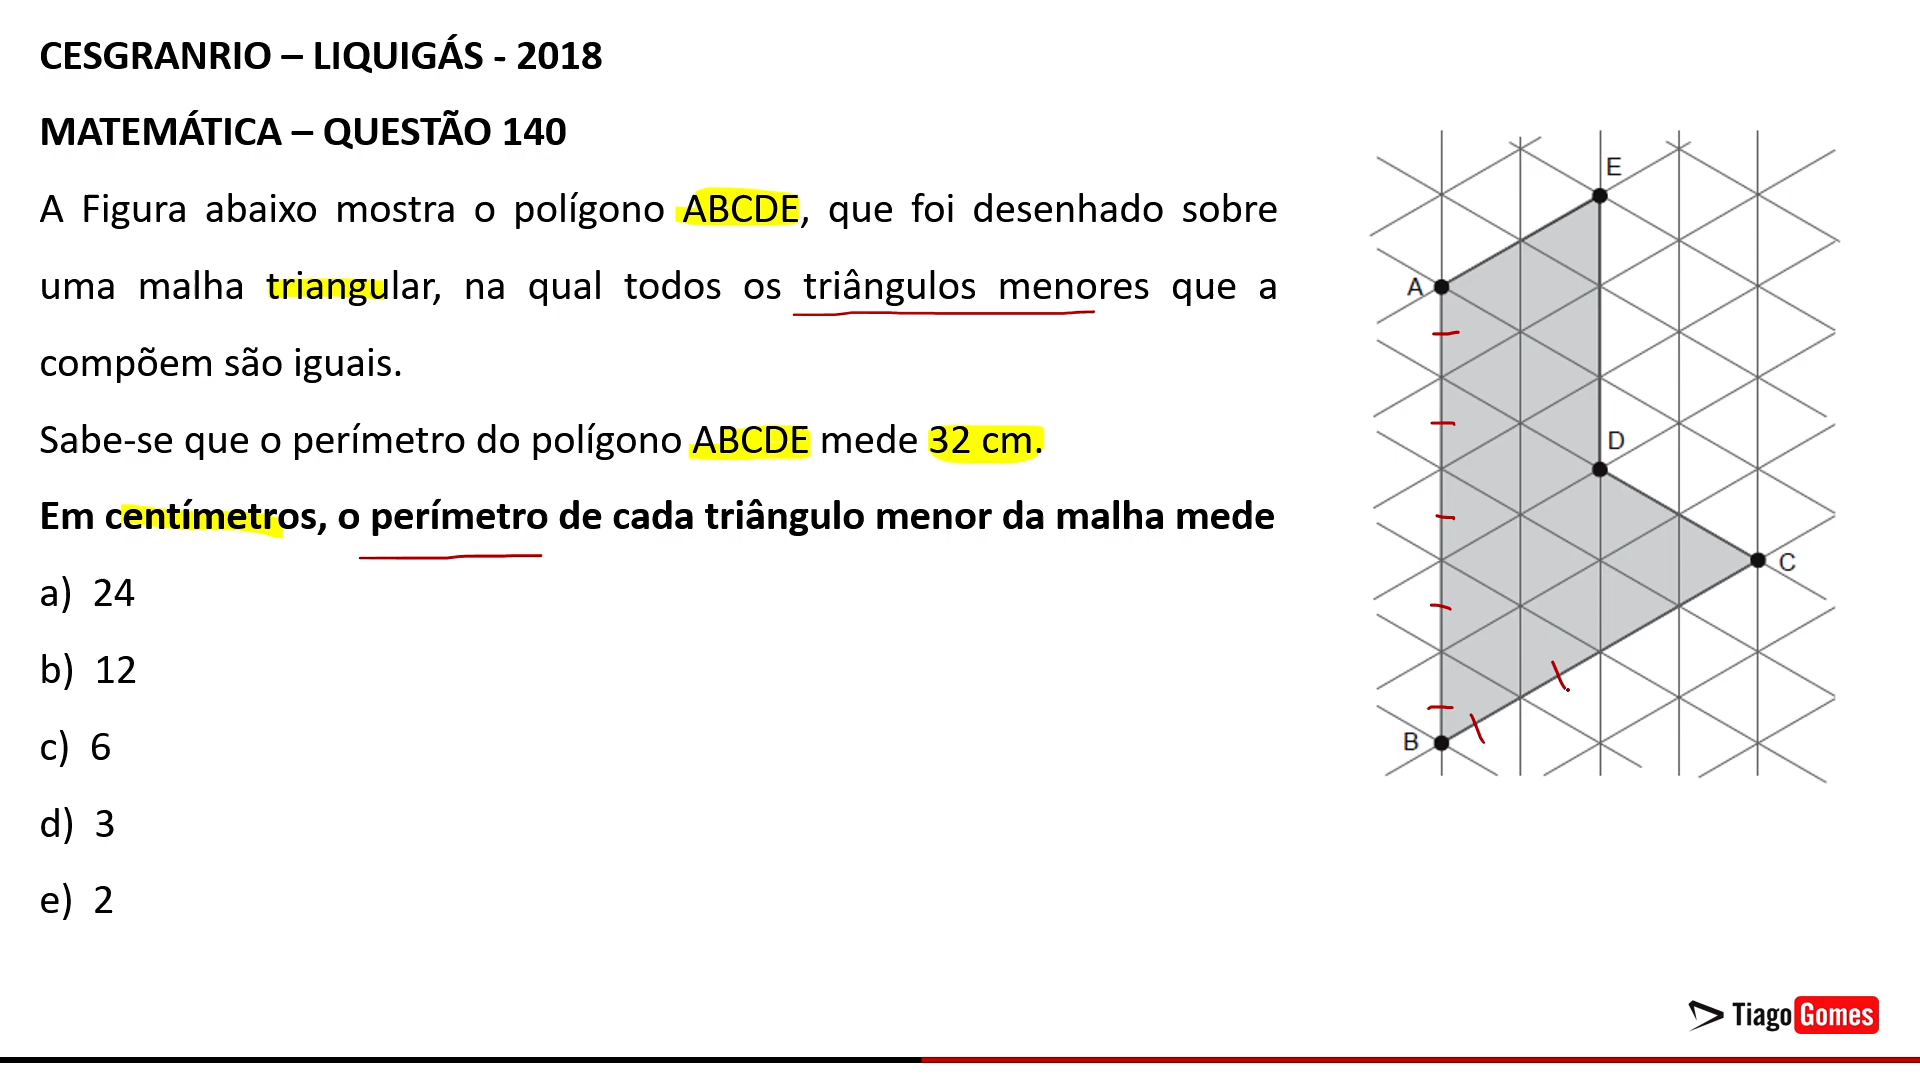 CESGRANRIO – LIQUIGÁS - 2018
MATEMÁTICA – QUESTÃO 140
A Figura abaixo mostra o polígono ABCDE, que foi desenhado sobre
uma malha triangular, na qual todos os triângulos menores que a
compõem são iguais.
Sabe-se que o perímetro do polígono ABCDE mede 32 cm.
Em centímetros, o perímetro de cada triângulo menor da malha mede
a) 24
b) 12
c) 6
d) 3
e) 2
E
A
D
C
B
Tiago Gomes